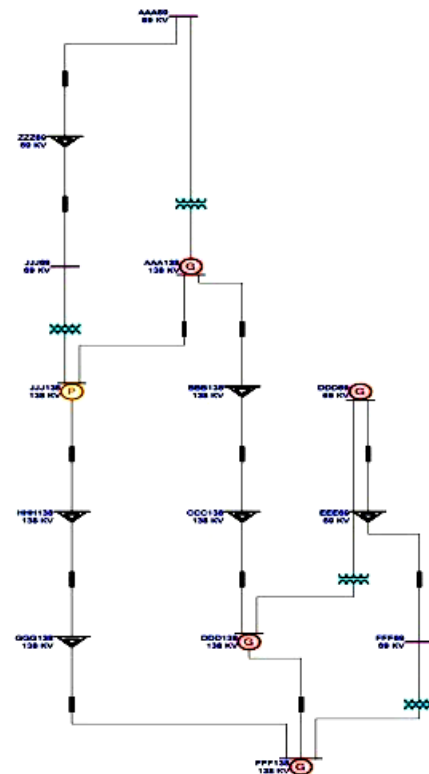 AAA69
69 KV
ZZZ69
69 KV
JJJ69
69 KV
AAA138
138 KV
G
JJJ138
138 KV
P
BBB138
138 KV
DDD69
69 KV
G
HHH138
138 KV
CCC138
138 KV
EEE69
69 KV
GGG138
138 KV
DDD138
138 KV
G
FFF69
69 KV
FFF138
138 KV
G